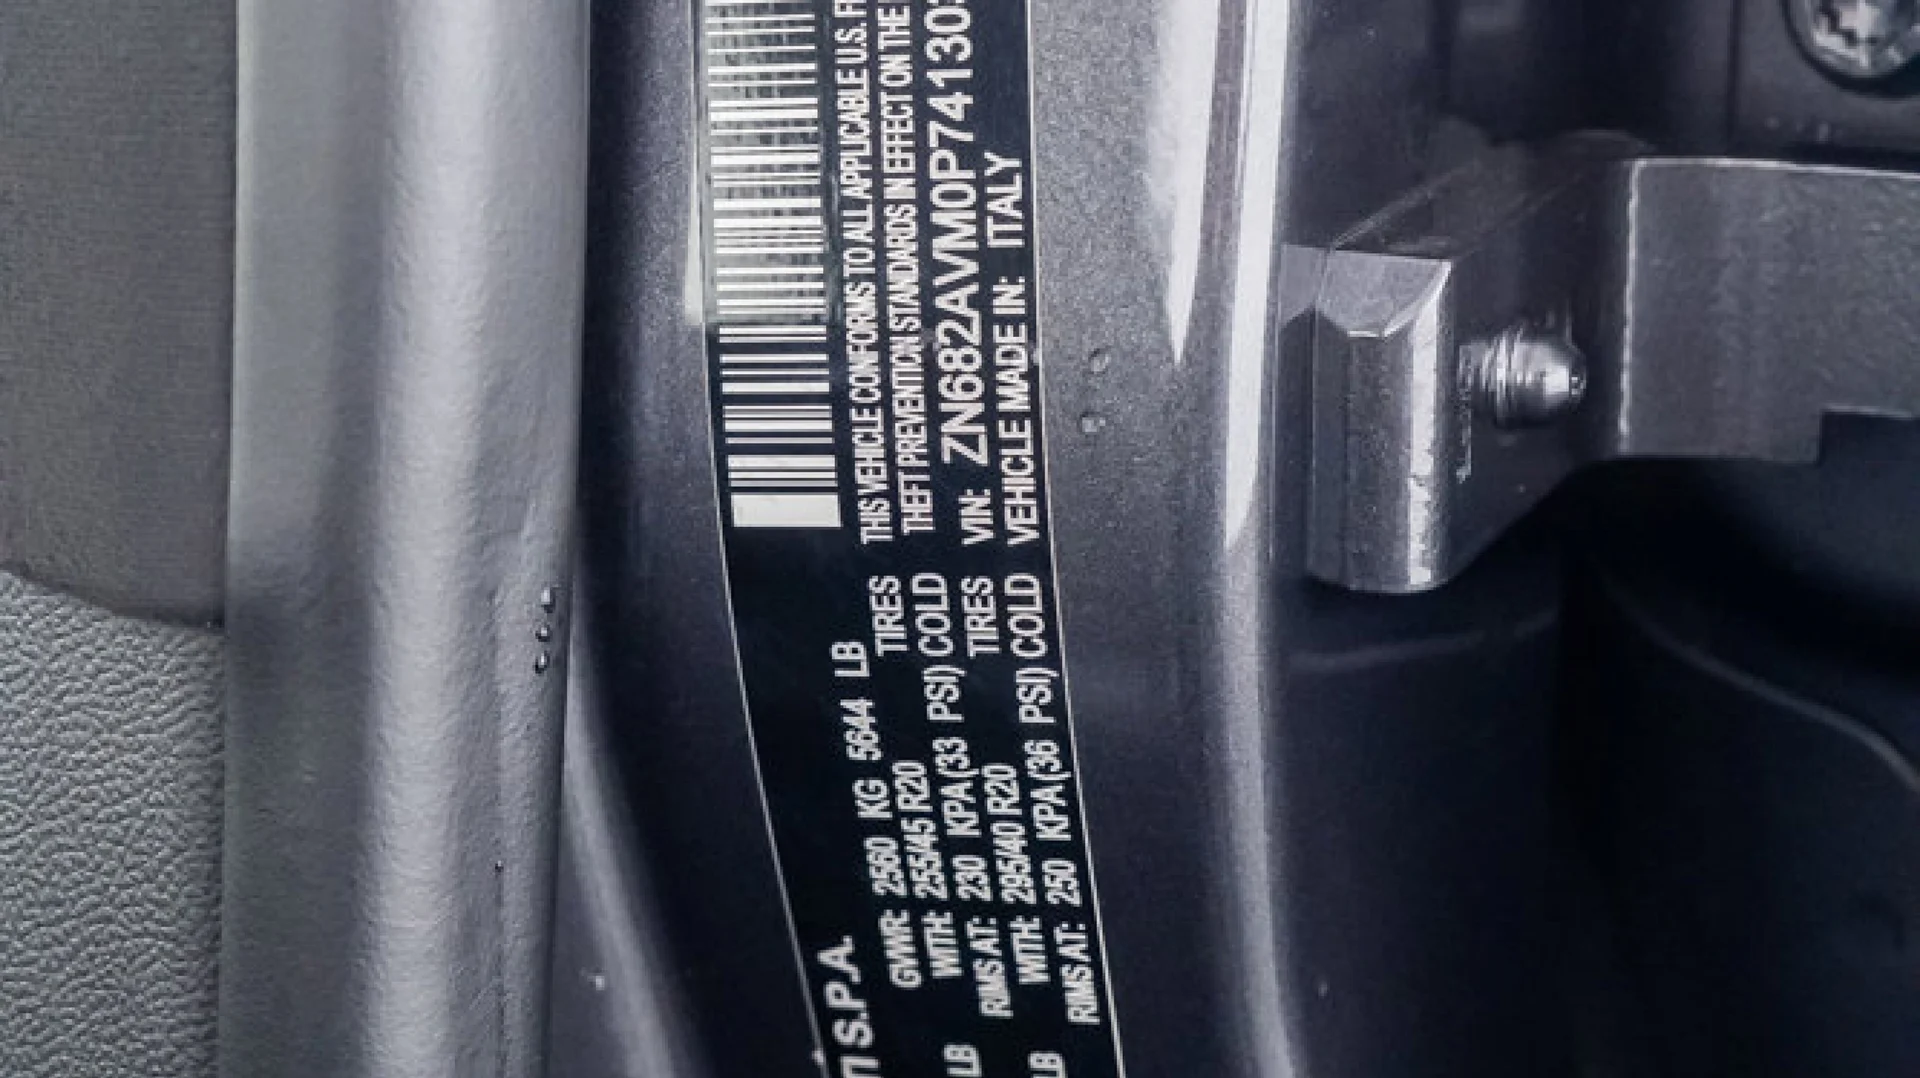 TI S.P.A.
GVWR: 2560 KG 5644 LB
LB WITH: 255/45 R20 TIRES
RIMS AT: 230 KPA (33 PSI) COLD
LB WITH: 295/40 R20 TIRES
RIMS AT: 250 KPA (36 PSI) COLD
THIS VEHICLE CONFORMS TO ALL APPLICABLE U.S.
THEFT PREVENTION STANDARDS IN EFFECT ON THE
VIN: ZN682AVM0P74130
VEHICLE MADE IN: ITALY